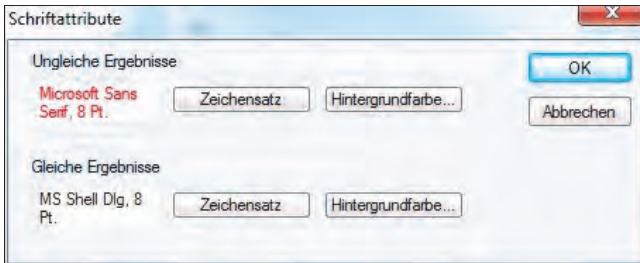 Schriftattribute
Ungleiche Ergebnisse
Microsoft Sans
Serif, 8 Pt.
Zeichensatz
Hintergrundfarbe...
OK
Abbrechen
Gleiche Ergebnisse
MS Shell Dlg, 8
Pt.
Zeichensatz
Hintergrundfarbe...